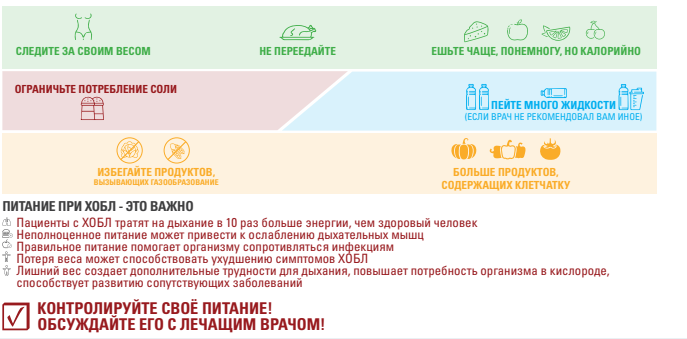 СЛЕДИТЕ ЗА СВОИМ ВЕСОМ
НЕ ПЕРЕЕДАЙТЕ
ЕШЬТЕ ЧАЩЕ, ПОНЕМНОГУ, НО КАЛОРИЙНО
ОГРАНИЧЬТЕ ПОТРЕБЛЕНИЕ СОЛИ
ПЕЙТЕ МНОГО ЖИДКОСТИ
(ЕСЛИ ВРАЧ НЕ РЕКОМЕНДОВАЛ ВАМ ИНОЕ)
ИЗБЕГАЙТЕ ПРОДУКТОВ,
ВЫЗЫВАЮЩИХ ГАЗООБРАЗОВАНИЕ
БОЛЬШЕ ПРОДУКТОВ,
СОДЕРЖАЩИХ КЛЕТЧАТКУ
ПИТАНИЕ ПРИ ХОБЛ - ЭТО ВАЖНО
Пациенты с ХОБЛ тратят на дыхание в 10 раз больше энергии, чем здоровый человек
Неполноценное питание может привести к ослаблению дыхательных мышц
Правильное питание помогает организму сопротивляться инфекциям
Потеря веса может способствовать ухудшению симптомов ХОБЛ
Лишний вес создает дополнительные трудности для дыхания, повышает потребность организма в кислороде,
способствует развитию сопутствующих заболеваний
КОНТРОЛИРУЙТЕ СВОЁ ПИТАНИЕ!
ОБСУЖДАЙТЕ ЕГО С ЛЕЧАЩИМ ВРАЧОМ!